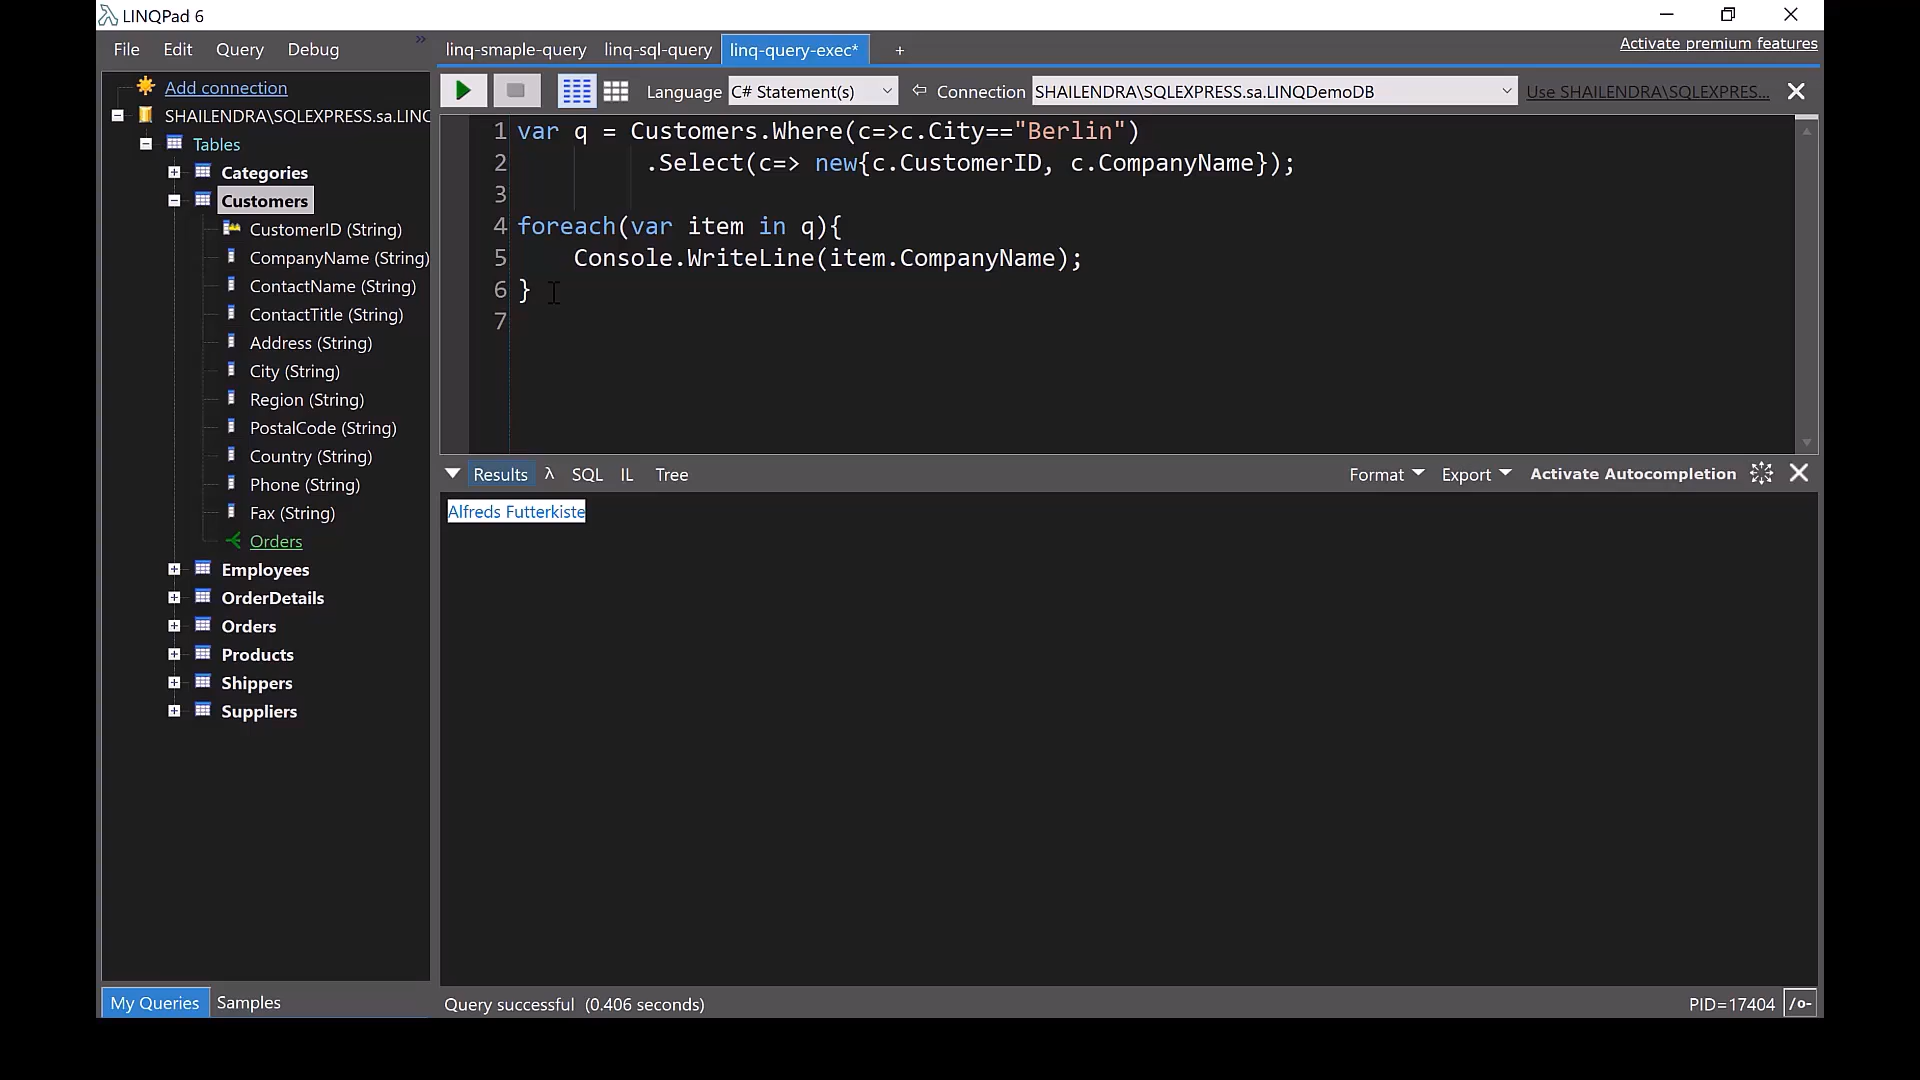 LINQPad 6
File Edit Query Debug »
linq-smaple-query linq-sql-query linq-query-exec* +
Activate premium features
Language C# Statement(s) Connection SHAILENDRA\SQLEXPRESS.sa.LINQDemoDB Use SHAILENDRA\SQLEXPRES...
Add connection
SHAILENDRA\SQLEXPRESS.sa.LINQ
Tables
Categories
Customers
CustomerID (String)
CompanyName (String)
ContactName (String)
ContactTitle (String)
Address (String)
City (String)
Region (String)
PostalCode (String)
Country (String)
Phone (String)
Fax (String)
Orders
Employees
OrderDetails
Orders
Products
Shippers
Suppliers
My Queries Samples
1 var q = Customers.Where(c=>c.City=="Berlin")
2 .Select(c=> new{c.CustomerID, c.CompanyName});
3
4 foreach(var item in q){
5 Console.WriteLine(item.CompanyName);
6 }
7
Results λ SQL IL Tree Format Export Activate Autocompletion
Alfreds Futterkiste
Query successful (0.406 seconds)
PID=17404 /o-